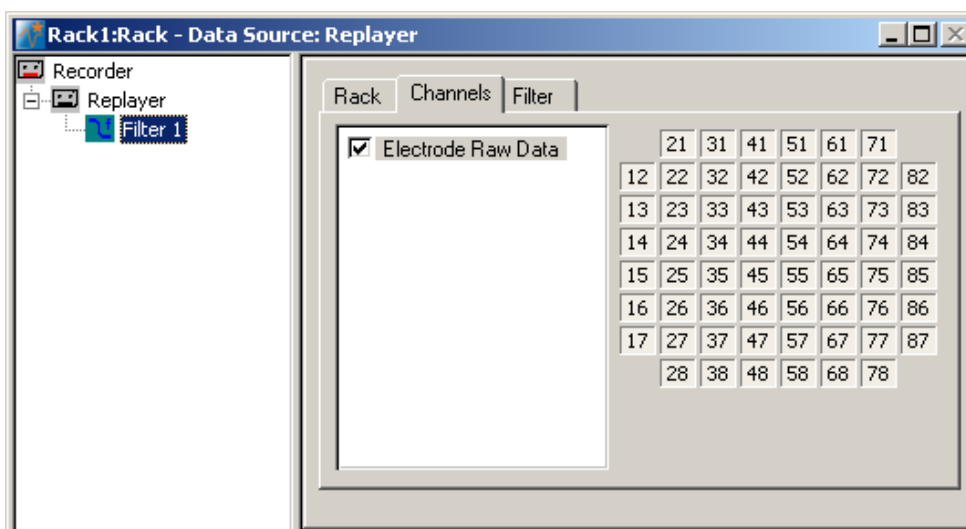 Rack1:Rack - Data Source: Replayer
Recorder
Replayer
Filter 1
Rack Channels Filter
Electrode Raw Data
21 31 41 51 61 71
12 22 32 42 52 62 72 82
13 23 33 43 53 63 73 83
14 24 34 44 54 64 74 84
15 25 35 45 55 65 75 85
16 26 36 46 56 66 76 86
17 27 37 47 57 67 77 87
28 38 48 58 68 78